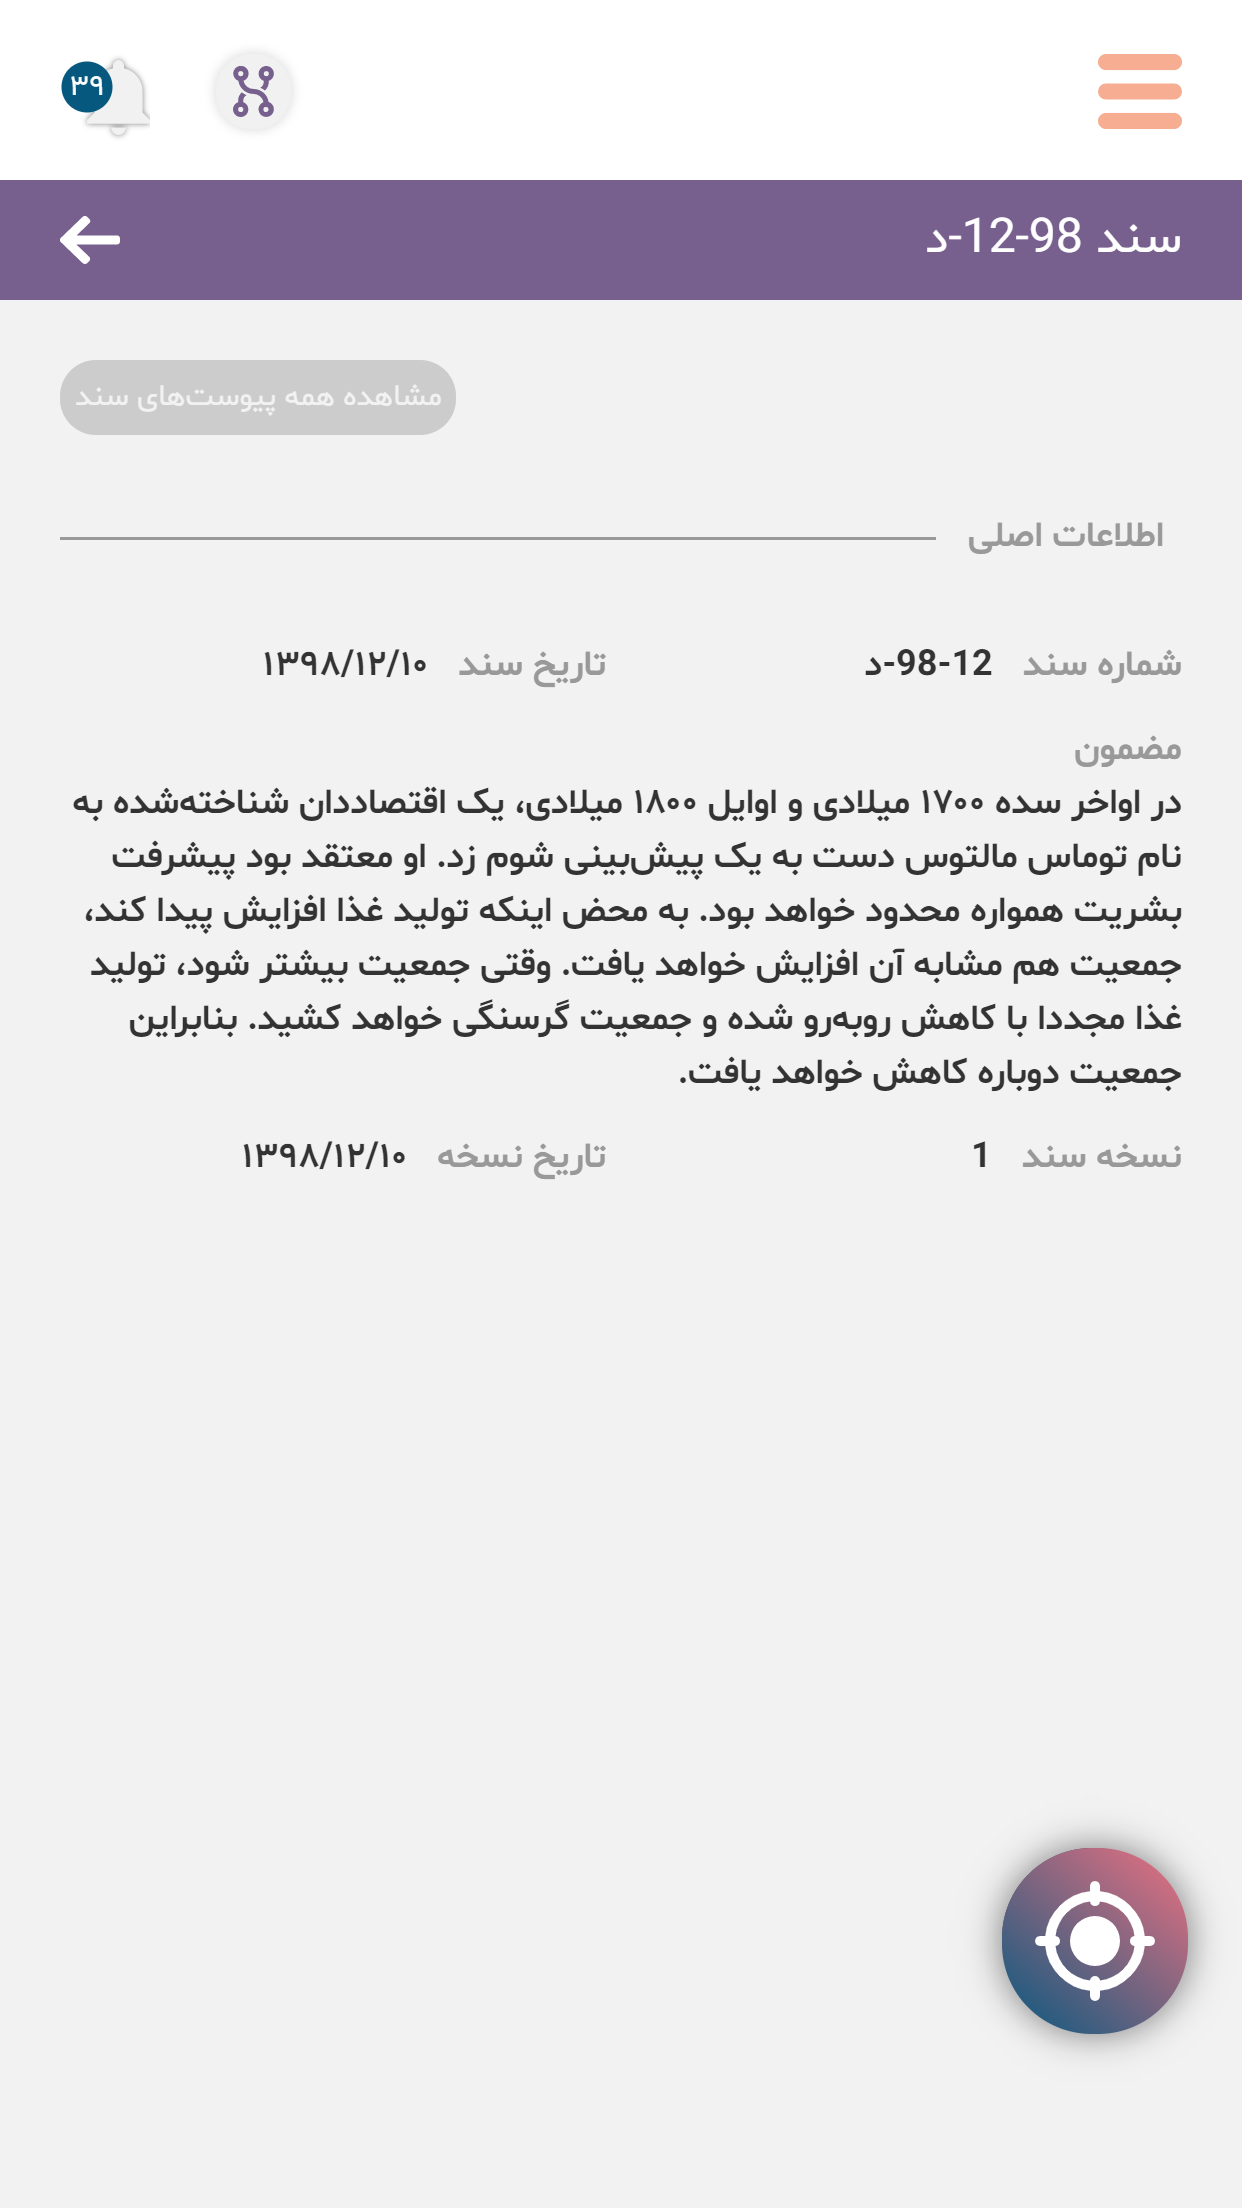 ۳۹
سند 98-12-د
مشاهده همه پیوست‌های سند
اطلاعات اصلی
شماره سند 12-98-د تاریخ سند ۱۳۹۸/۱۲/۱۰
مضمون
در اواخر سده ۱۷۰۰ میلادی و اوایل ۱۸۰۰ میلادی، یک اقتصاددان شناخته‌شده به
نام توماس مالتوس دست به یک پیش‌بینی شوم زد. او معتقد بود پیشرفت
بشریت همواره محدود خواهد بود. به محض اینکه تولید غذا افزایش پیدا کند،
جمعیت هم مشابه آن افزایش خواهد یافت. وقتی جمعیت بیشتر شود، تولید
غذا مجددا با کاهش روبه‌رو شده و جمعیت گرسنگی خواهد کشید. بنابراین
جمعیت دوباره کاهش خواهد یافت.
نسخه سند 1 تاریخ نسخه ۱۳۹۸/۱۲/۱۰